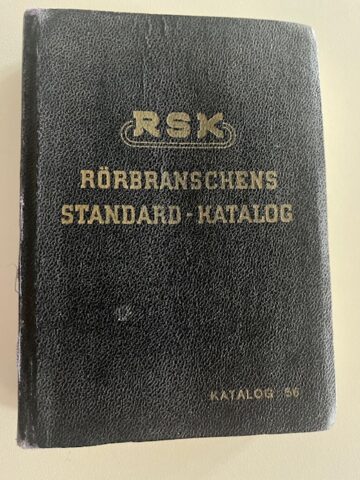 RSK
RÖRBRANSCHENS
STANDARD-KATALOG
KATALOG 56